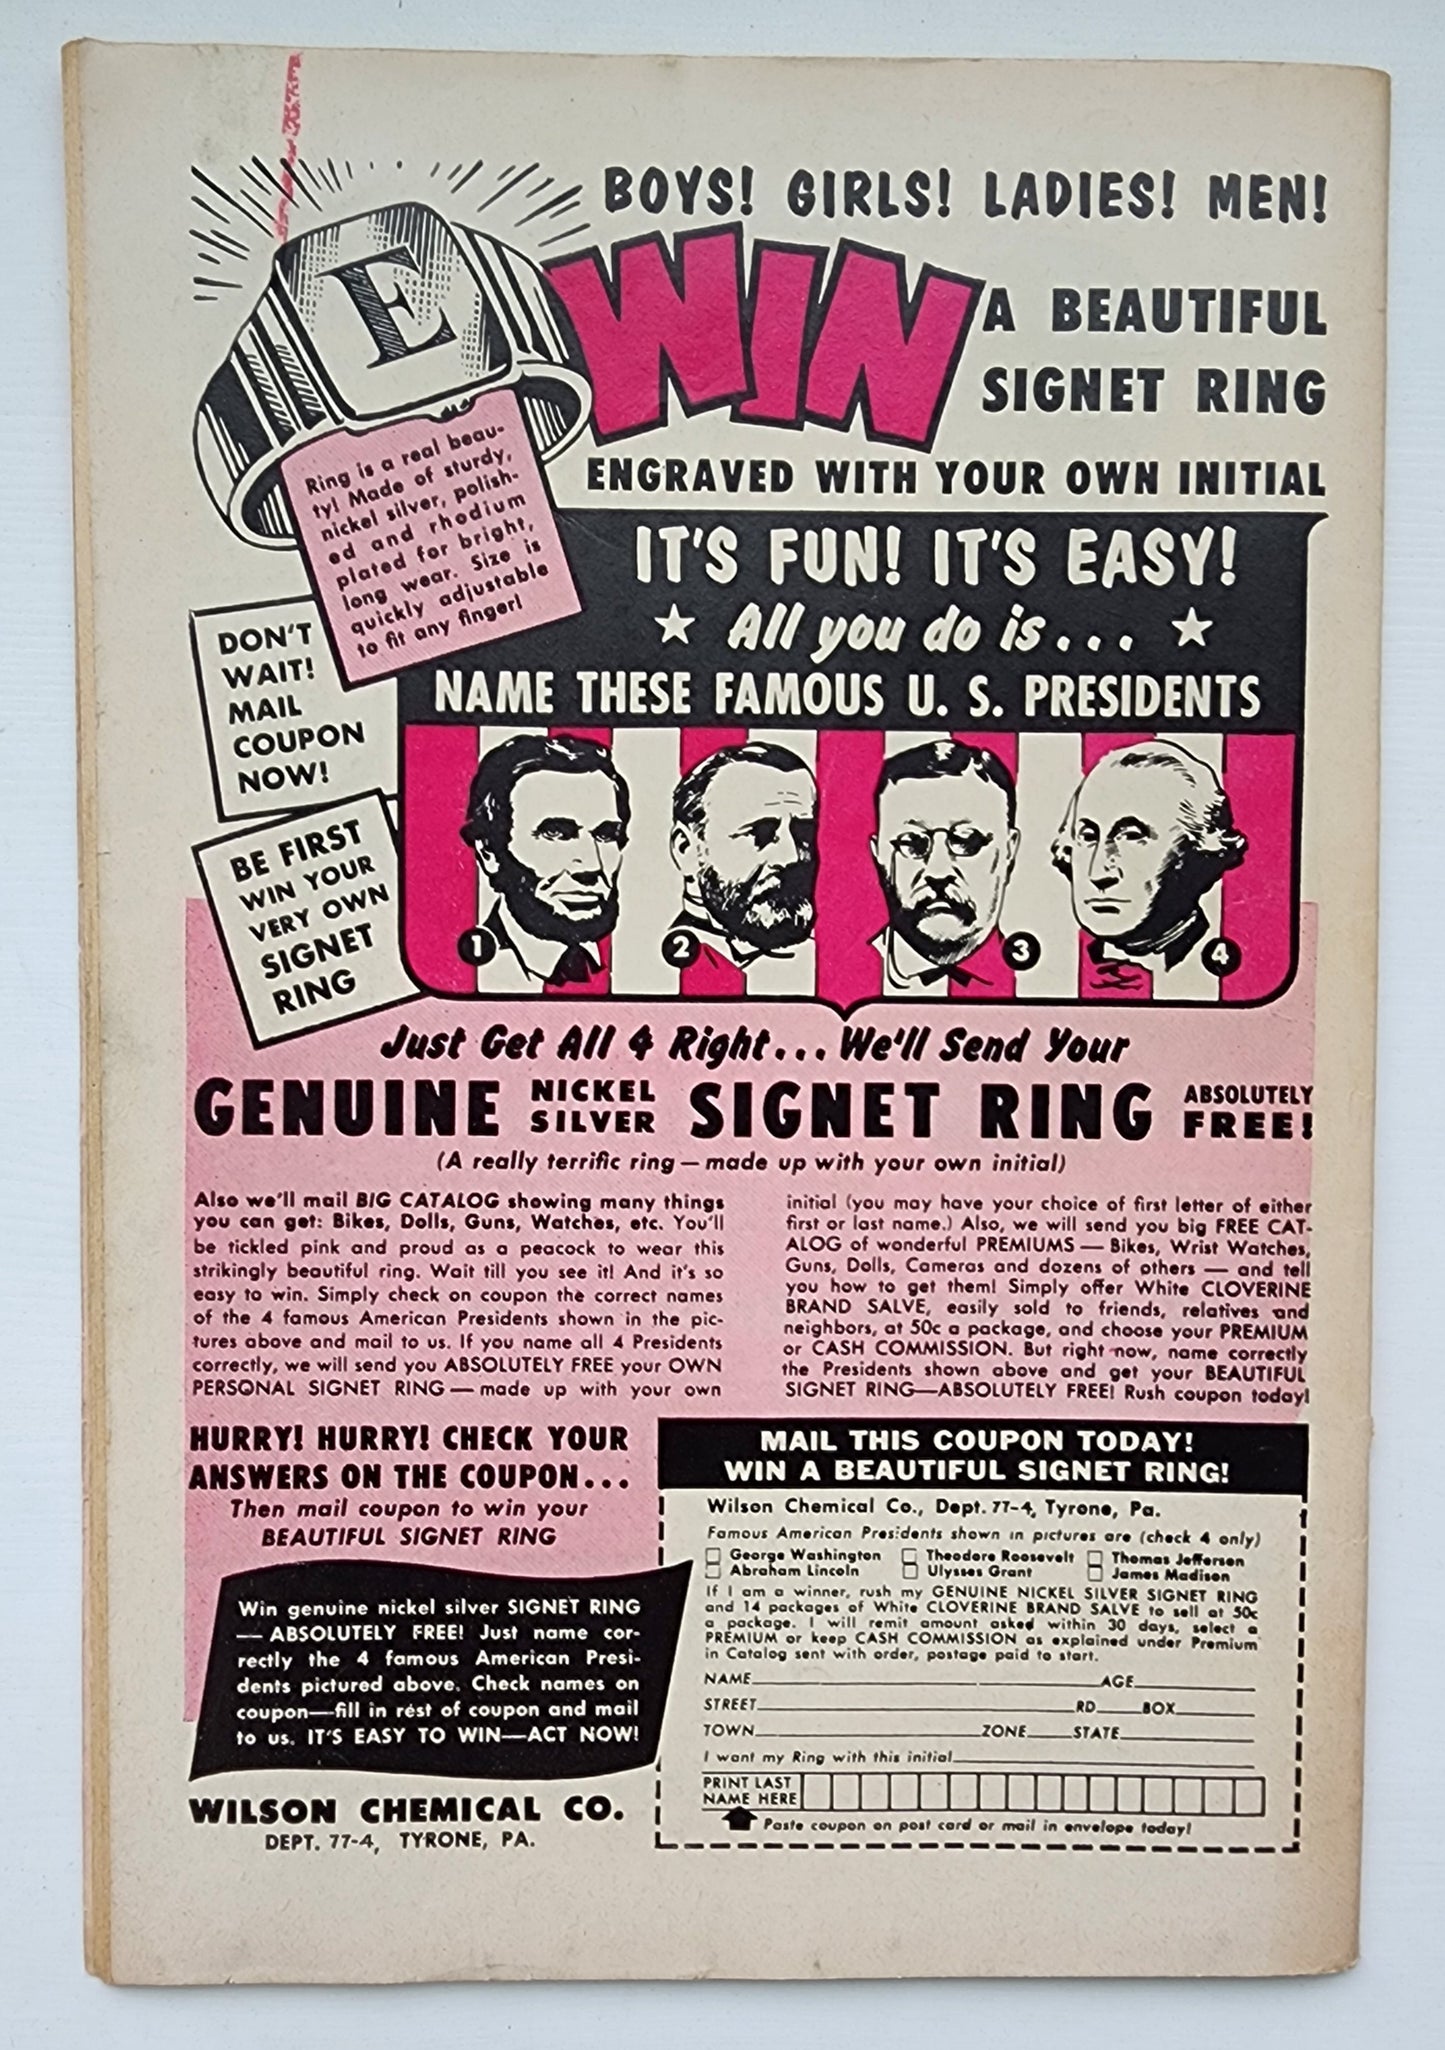 BOYS! GIRLS! LADIES! MEN!
WIN
A BEAUTIFUL
SIGNET RING
ENGRAVED WITH YOUR OWN INITIAL
E
Ring is a real beau-
ty! Made of sturdy,
nickel silver, polish-
ed and rhodium
plated for bright,
long wear. Size is
quickly adjustable
to fit any finger!
DON'T
WAIT!
MAIL
COUPON
NOW!
BE FIRST
WIN YOUR
VERY OWN
SIGNET
RING
IT'S FUN! IT'S EASY!
All you do is...
NAME THESE FAMOUS U. S. PRESIDENTS
1 2 3 4
Just Get All 4 Right... We'll Send Your
GENUINE NICKEL SILVER SIGNET RING ABSOLUTELY FREE!
(A really terrific ring — made up with your own initial)
Also we'll mail BIG CATALOG showing many things
you can get: Bikes, Dolls, Guns, Watches, etc. You'll
be tickled pink and proud as a peacock to wear this
strikingly beautiful ring. Wait till you see it! And it's so
easy to win. Simply check on coupon the correct names
of the 4 famous American Presidents shown in the pic-
tures above and mail to us. If you name all 4 Presidents
correctly, we will send you ABSOLUTELY FREE your OWN
PERSONAL SIGNET RING — made up with your own
initial (you may have your choice of first letter of either
first or last name.) Also, we will send you big FREE CAT-
ALOG of wonderful PREMIUMS — Bikes, Wrist Watches,
Guns, Dolls, Cameras and dozens of others — and tell
you how to get them! Simply offer White CLOVERINE
BRAND SALVE, easily sold to friends, relatives and
neighbors, at 50c a package, and choose your PREMIUM
or CASH COMMISSION. But right now, name correctly
the Presidents shown above and get your BEAUTIFUL
SIGNET RING—ABSOLUTELY FREE! Rush coupon today!
HURRY! HURRY! CHECK YOUR
ANSWERS ON THE COUPON...
Then mail coupon to win your
BEAUTIFUL SIGNET RING
Win genuine nickel silver SIGNET RING
— ABSOLUTELY FREE! Just name cor-
rectly the 4 famous American Presi-
dents pictured above. Check names on
coupon—fill in rest of coupon and mail
to us. IT'S EASY TO WIN—ACT NOW!
WILSON CHEMICAL CO.
DEPT. 77-4, TYRONE, PA.
MAIL THIS COUPON TODAY!
WIN A BEAUTIFUL SIGNET RING!
Wilson Chemical Co., Dept. 77-4, Tyrone, Pa.
Famous American Presidents shown in pictures are (check 4 only)
George Washington Theodore Roosevelt Thomas Jefferson
Abraham Lincoln Ulysses Grant James Madison
If I am a winner, rush my GENUINE NICKEL SILVER SIGNET RING
and 14 packages of White CLOVERINE BRAND SALVE to sell at 50c
a package. I will remit amount asked within 30 days, select a
PREMIUM or keep CASH COMMISSION as explained under Premium
in Catalog sent with order, postage paid to start.
NAME AGE
STREET RD BOX
TOWN ZONE STATE
I want my Ring with this initial
PRINT LAST
NAME HERE
Paste coupon on post card or mail in envelope today!